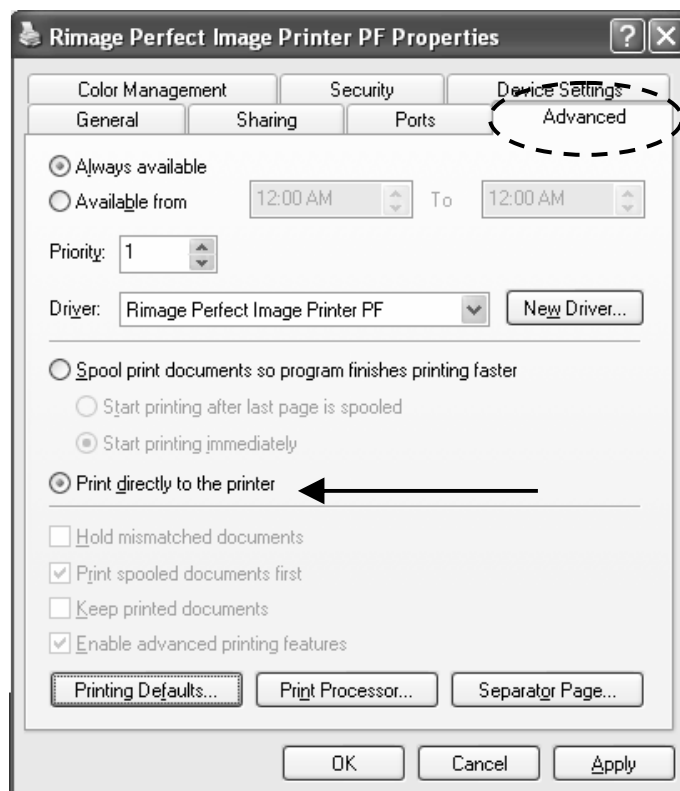 Rimage Perfect Image Printer PF Properties
Color Management Security Device Settings
General Sharing Ports Advanced
Always available
Available from 12:00 AM To 12:00 AM
Priority: 1
Driver: Rimage Perfect Image Printer PF New Driver...
Spool print documents so program finishes printing faster
Start printing after last page is spooled
Start printing immediately
Print directly to the printer
Hold mismatched documents
Print spooled documents first
Keep printed documents
Enable advanced printing features
Printing Defaults... Print Processor... Separator Page...
OK Cancel Apply